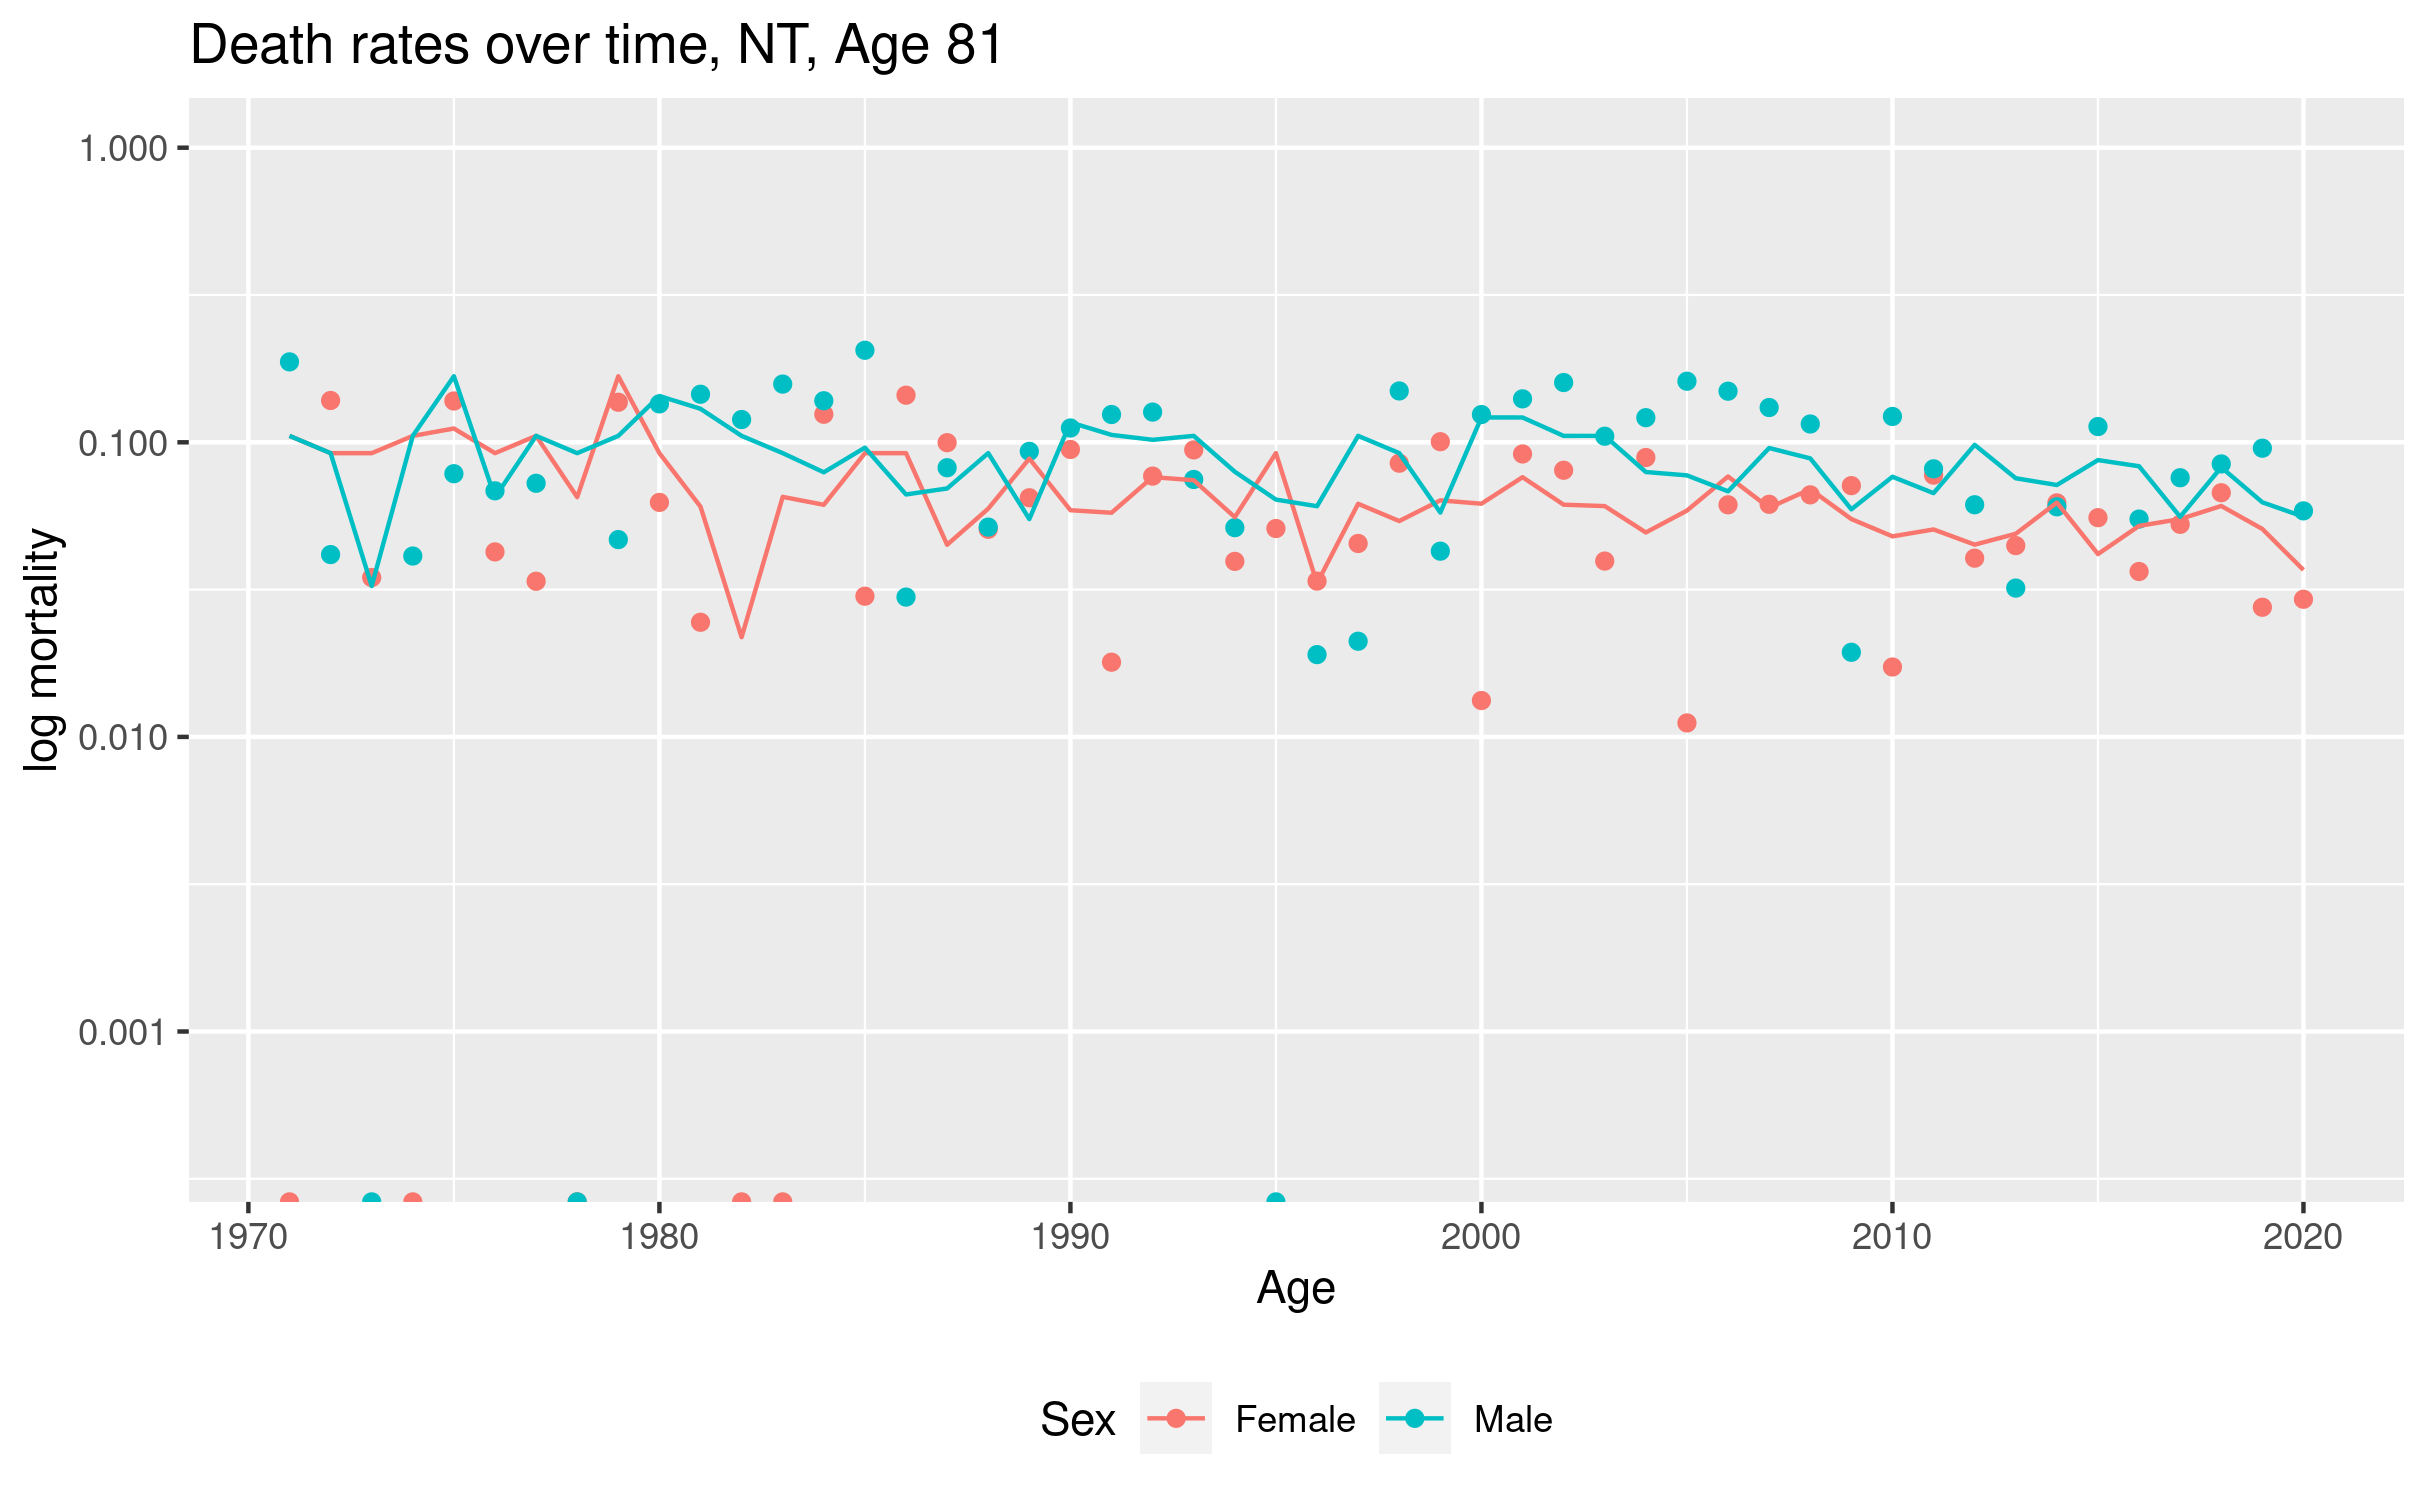 Death rates over time, NT, Age 81
log mortality
1.000
0.100
0.010
0.001
1970 1980 1990 2000 2010 2020
Age
Sex Female Male